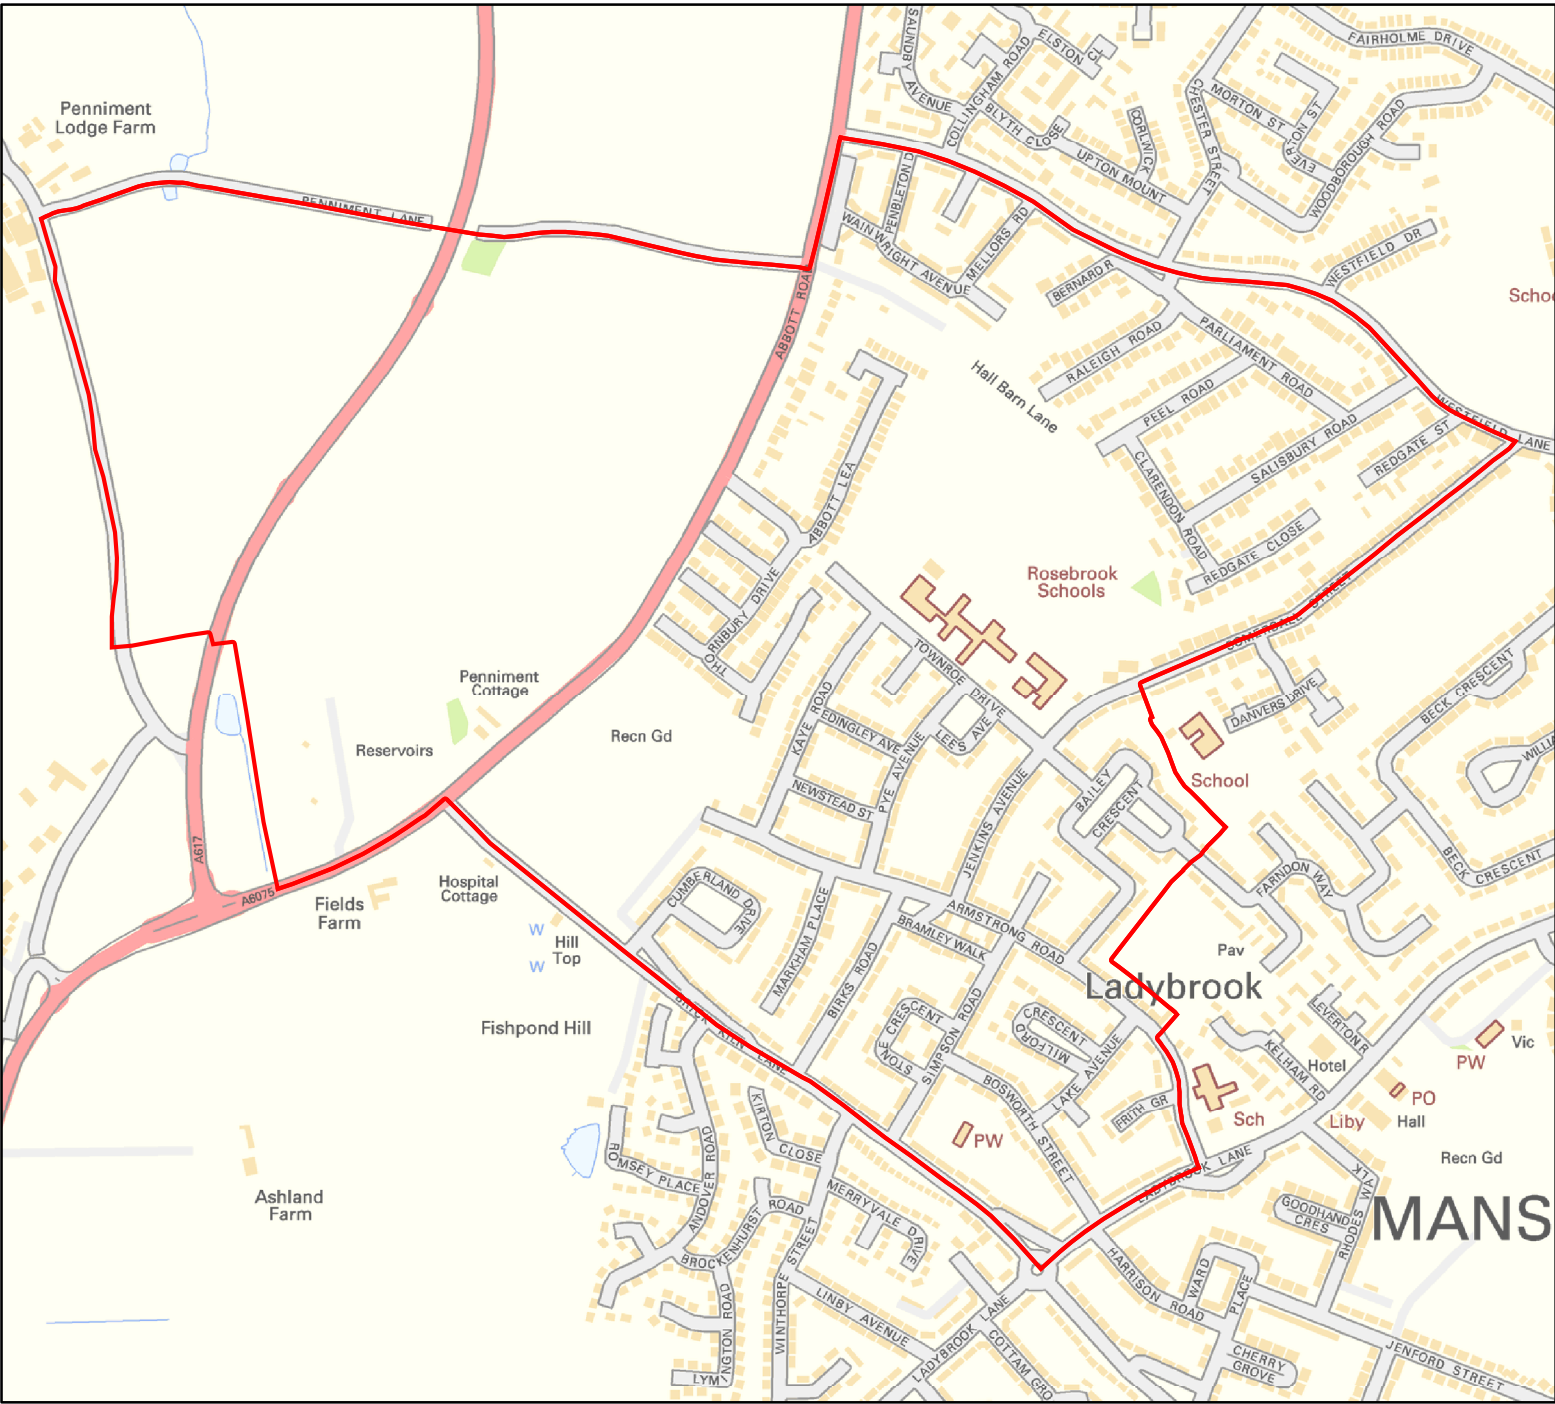 SAUNDBY
AVENUE
COLLINGHAM ROAD
ELSTON
CL
BLYTH CLOSE
UPTON MOUNT
CORLWICK
CHESTER STREET
MORTON ST
WOODBOROUGH ROAD
FAIRHOLME DRIVE
Penniment
Lodge Farm
PENNIMENT LANE
WAINWRIGHT AVENUE
MELLORS RD
BERNARD R
WESTFIELD DR
ABBOTT ROA
RALEIGH ROAD
PARLIAMENT ROAD
PEEL ROAD
SALISBURY ROAD
REDGATE ST
WESTFIELD LANE
Hall Barn Lane
CLARENDON
ROAD
REDGATE CLOSE
ABBOTT LEA
Rosebrook
Schools
SOMERSALL STREET
TOWNROE DRIVE
DANVERS DRIVE
BECK CRESCENT
Penniment
Cottage
Reservoirs
Recn Gd
KAYE ROAD
EDINGLEY AVE
PYE AVENUE
LEES AVE
NEWSTEAD ST
JENKINS AVENUE
BAILEY
CRESCENT
School
BECK
CRESCENT
FARNDON WAY
A617
A6075
Fields
Farm
Hospital
Cottage
Hill
Top
W
W
Fishpond Hill
CUMBERLAND DRIVE
MARKHAM PLACE
BIRKS ROAD
BRAMLEY WALK
ARMSTRONG ROAD
Pav
Ladybrook
BRICK KILN LANE
STONE CRESCENT
SIMPSON ROAD
CRESCENT
MILFORD
LAKE AVENUE
BOSWORTH STREET
FRITH GR
LEVERTON R
KELHAM RD
Hotel
PW
Vic
PO
Hall
Sch
Liby
PW
Recn Gd
LADYBROOK LANE
KIRTON CLOSE
ROMSEY PLACE
ANDOVER ROAD
Ashland
Farm
MERRYVALE DRIVE
BROCKENHURST ROAD
WINTHORPE STREET
LINBY AVENUE
LADYBROOK LANE
COTTAM GRO
HARRISON ROAD
WARD
PLACE
GOODHAND
CRES
RHODES WALK
MANS
CHERRY
GROVE
JENFORD STREET